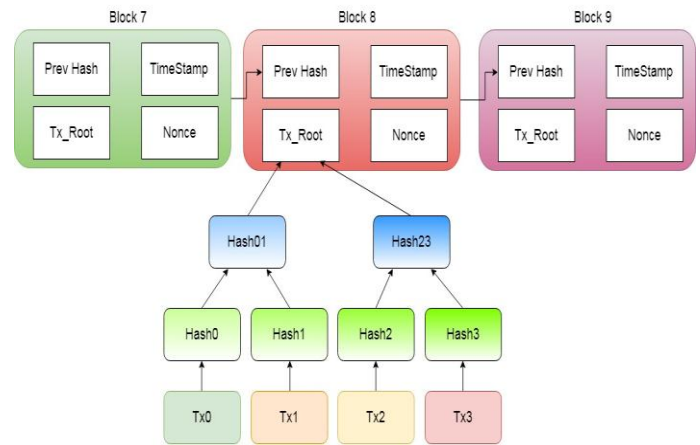 Block 7
Block 8
Block 9
Prev Hash
TimeStamp
Prev Hash
TimeStamp
Prev Hash
TimeStamp
Tx_Root
Nonce
Tx_Root
Nonce
Tx_Root
Nonce
Hash01
Hash23
Hash0
Hash1
Hash2
Hash3
Tx0
Tx1
Tx2
Tx3